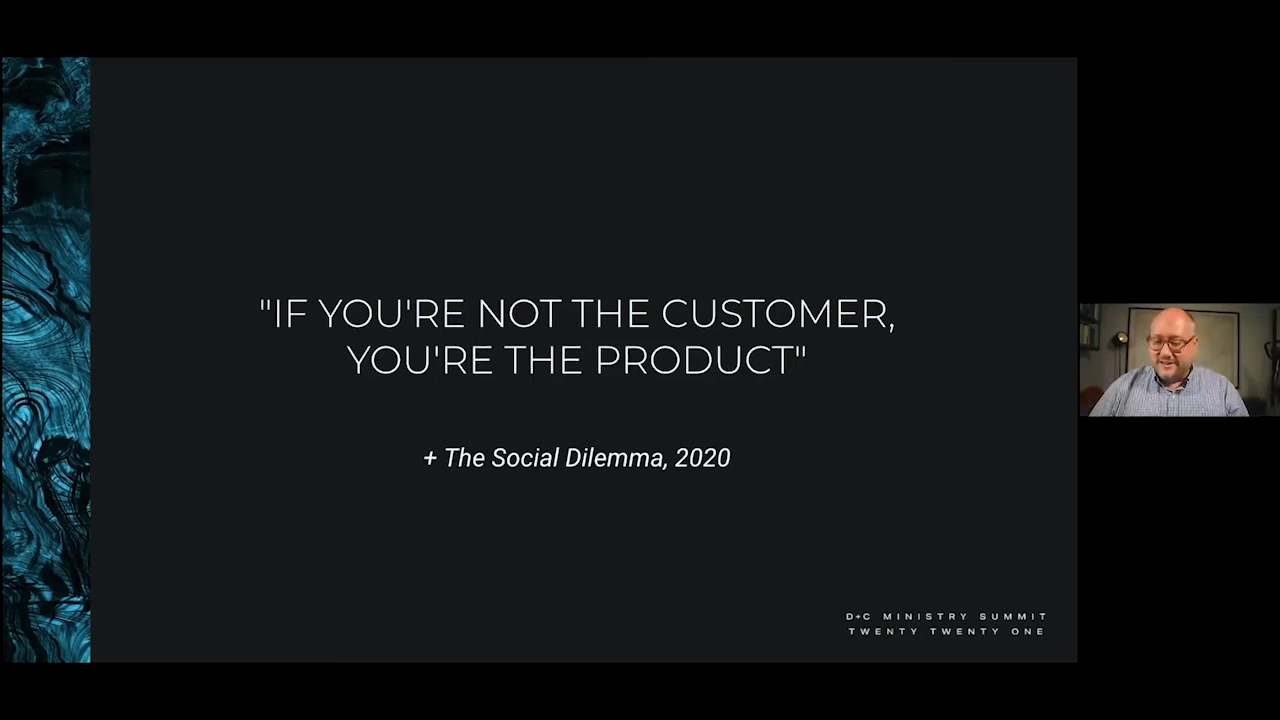 "IF YOU'RE NOT THE CUSTOMER,
YOU'RE THE PRODUCT"
+ The Social Dilemma, 2020
D+C MINISTRY SUMMIT
TWENTY TWENTY ONE